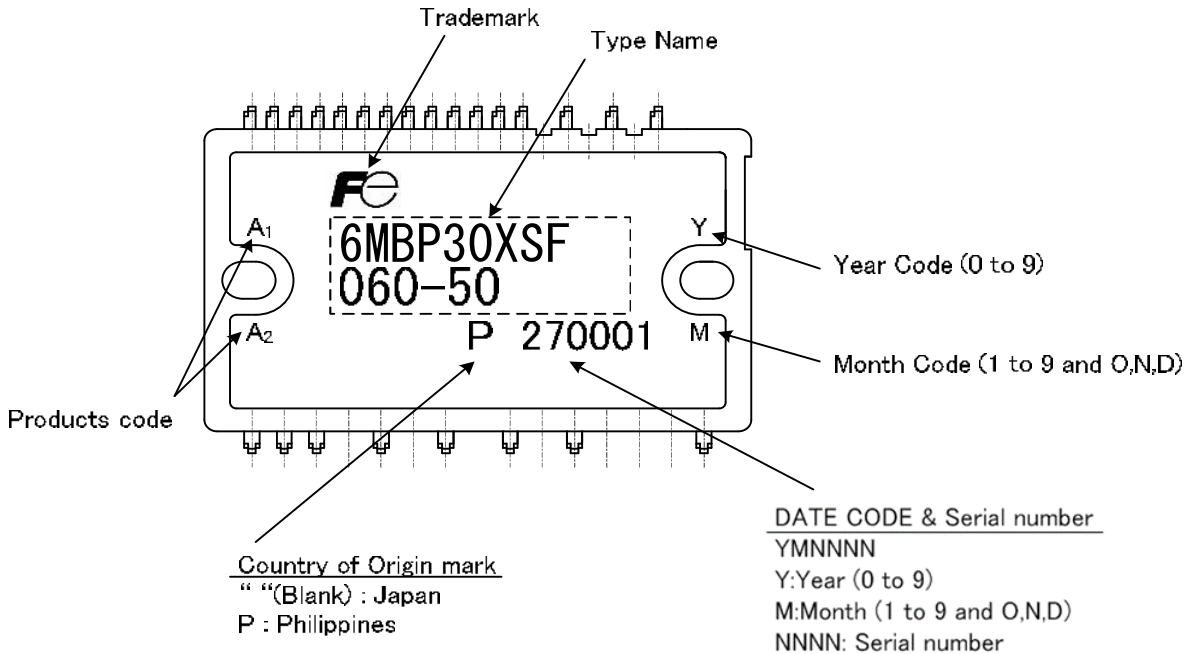 Trademark
Type Name
Fe
A1
Y
6MBP30XSF
Year Code (0 to 9)
060-50
A2
P 270001
M
Month Code (1 to 9 and O,N,D)
Products code
DATE CODE & Serial number
YMNNNN
Y:Year (0 to 9)
M:Month (1 to 9 and O,N,D)
NNNN: Serial number
Country of Origin mark
“ “(Blank) : Japan
P : Philippines